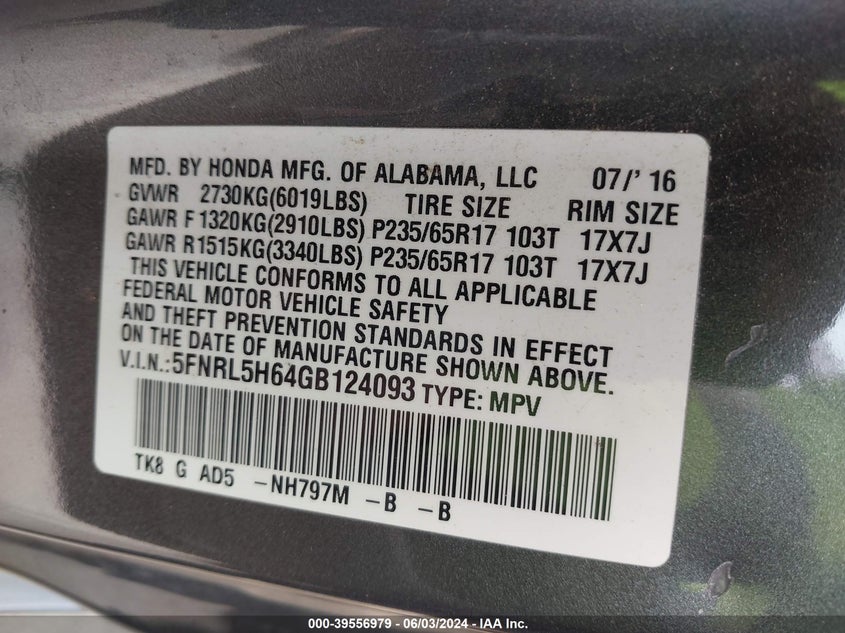 MFD. BY HONDA MFG. OF ALABAMA, LLC 07/'16
GVWR 2730KG(6019LBS) TIRE SIZE RIM SIZE
GAWR F 1320KG(2910LBS) P235/65R17 103T 17X7J
GAWR R1515KG(3340LBS) P235/65R17 103T 17X7J
THIS VEHICLE CONFORMS TO ALL APPLICABLE
FEDERAL MOTOR VEHICLE SAFETY
AND THEFT PREVENTION STANDARDS IN EFFECT
ON THE DATE OF MANUFACTURE SHOWN ABOVE.
V.I.N.:5FNRL5H64GB124093 TYPE: MPV
TK8 G AD5 -NH797M -B -B
000-39556979 - 06/03/2024 - IAA Inc.